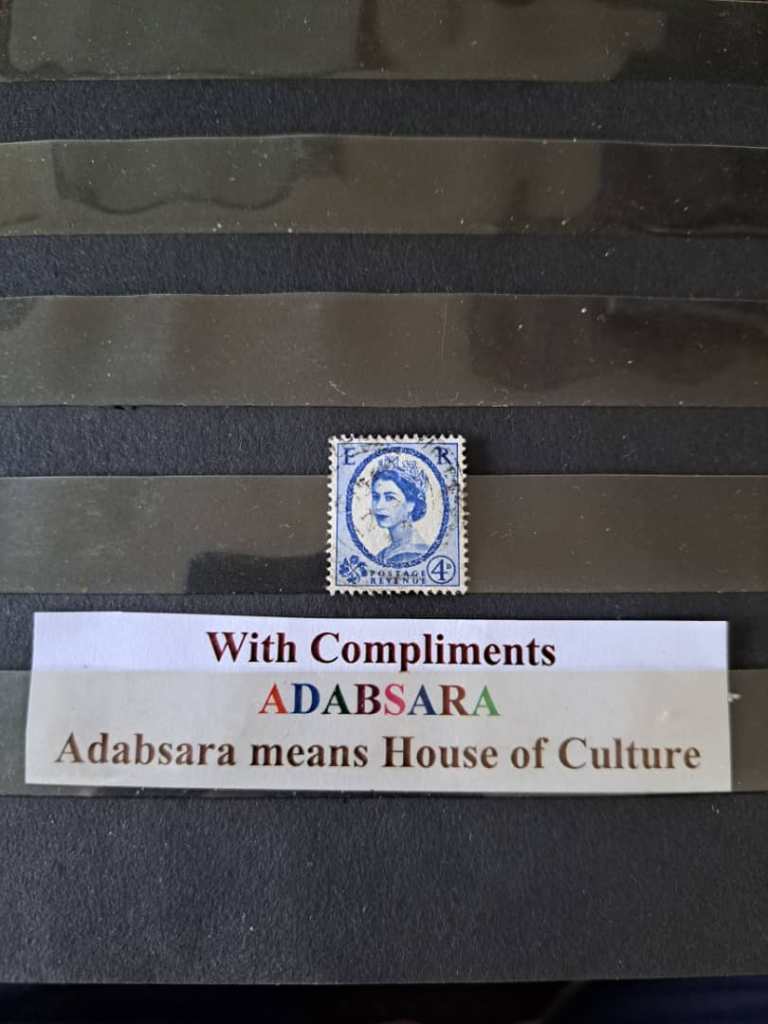 E R
POSTAGE
REVENUE 4D
With Compliments
ADABSARA
Adabsara means House of Culture